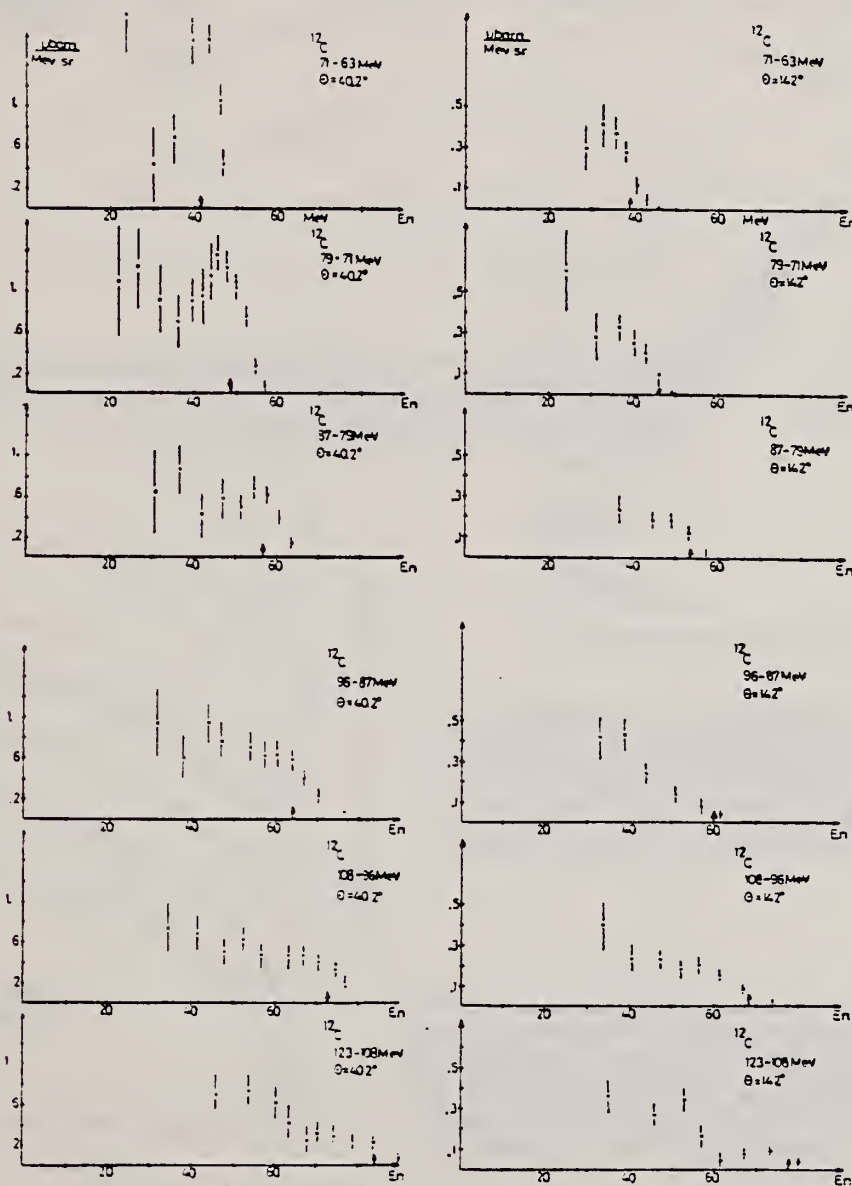 μbarn
Mev sr
12C
71-63 MeV
Θ=40.2°
1.
.6
.2
20
40
MeV
En
12C
79-71 MeV
Θ=40.2°
1.
.6
.2
20
40
60
En
12C
87-79 MeV
Θ=40.2°
1.
.6
.2
20
40
60
En
12C
96-87 MeV
Θ=40.2°
1.
6
.2
20
40
60
En
12C
108-96 MeV
Θ=40.2°
1.
6
.2
20
40
60
En
12C
123-108 MeV
Θ=40.2°
1
.2
20
40
60
En
μbarn
Mev sr
12C
71-63 MeV
Θ=142°
.5
.3
.1
20
40
60
MeV
En
12C
79-71 MeV
Θ=142°
.5
.3
.1
20
40
60
En
12C
87-79 MeV
Θ=142°
.5
.3
.1
20
40
60
En
12C
96-87 MeV
Θ=142°
.5
.3
.1
20
40
60
En
12C
108-96 MeV
Θ=142°
.5
.3
.1
20
40
60
En
12C
123-108 MeV
Θ=142°
.5
.3
.1
20
40
60
En